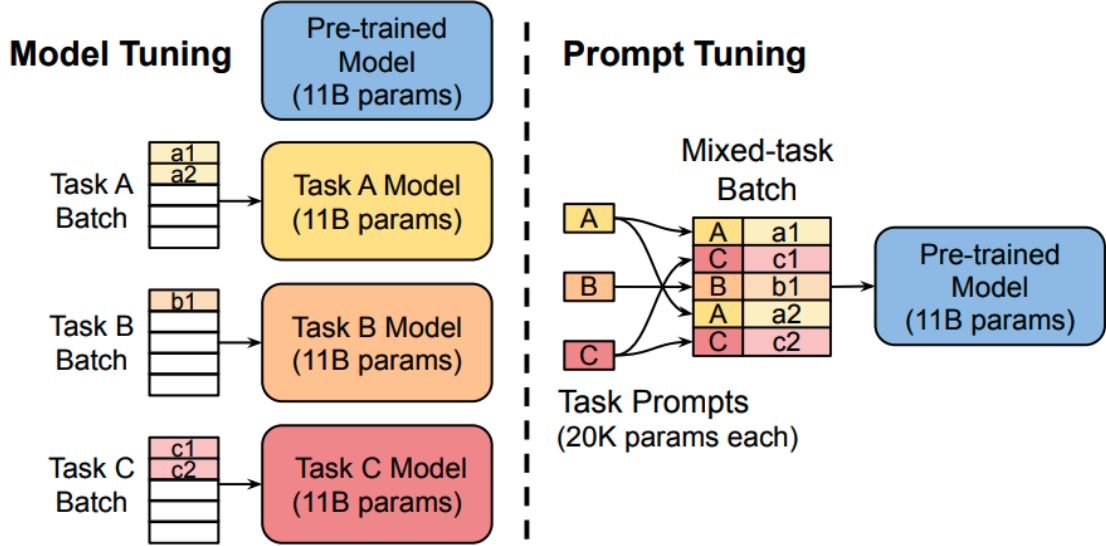 Model Tuning
Pre-trained
Model
(11B params)
Task A
Batch
a1
a2
Task A Model
(11B params)
Task B
Batch
b1
Task B Model
(11B params)
Task C
Batch
c1
c2
Task C Model
(11B params)
Prompt Tuning
Mixed-task
Batch
A
B
C
A a1
C c1
B b1
A a2
C c2
Task Prompts
(20K params each)
Pre-trained
Model
(11B params)